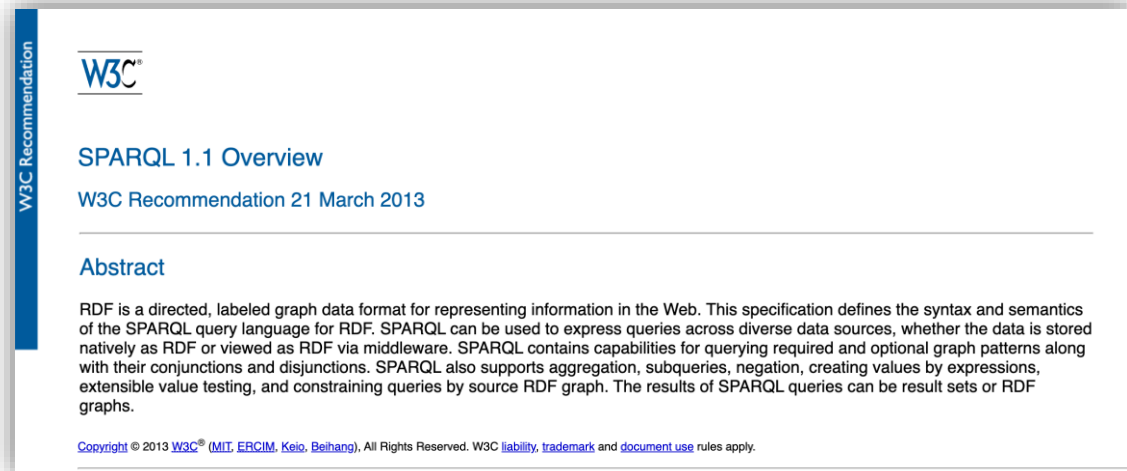 W3C Recommendation
W3C®
SPARQL 1.1 Overview
W3C Recommendation 21 March 2013
Abstract
RDF is a directed, labeled graph data format for representing information in the Web. This specification defines the syntax and semantics
of the SPARQL query language for RDF. SPARQL can be used to express queries across diverse data sources, whether the data is stored
natively as RDF or viewed as RDF via middleware. SPARQL contains capabilities for querying required and optional graph patterns along
with their conjunctions and disjunctions. SPARQL also supports aggregation, subqueries, negation, creating values by expressions,
extensible value testing, and constraining queries by source RDF graph. The results of SPARQL queries can be result sets or RDF
graphs.
Copyright © 2013 W3C® (MIT, ERCIM, Keio, Beihang), All Rights Reserved. W3C liability, trademark and document use rules apply.